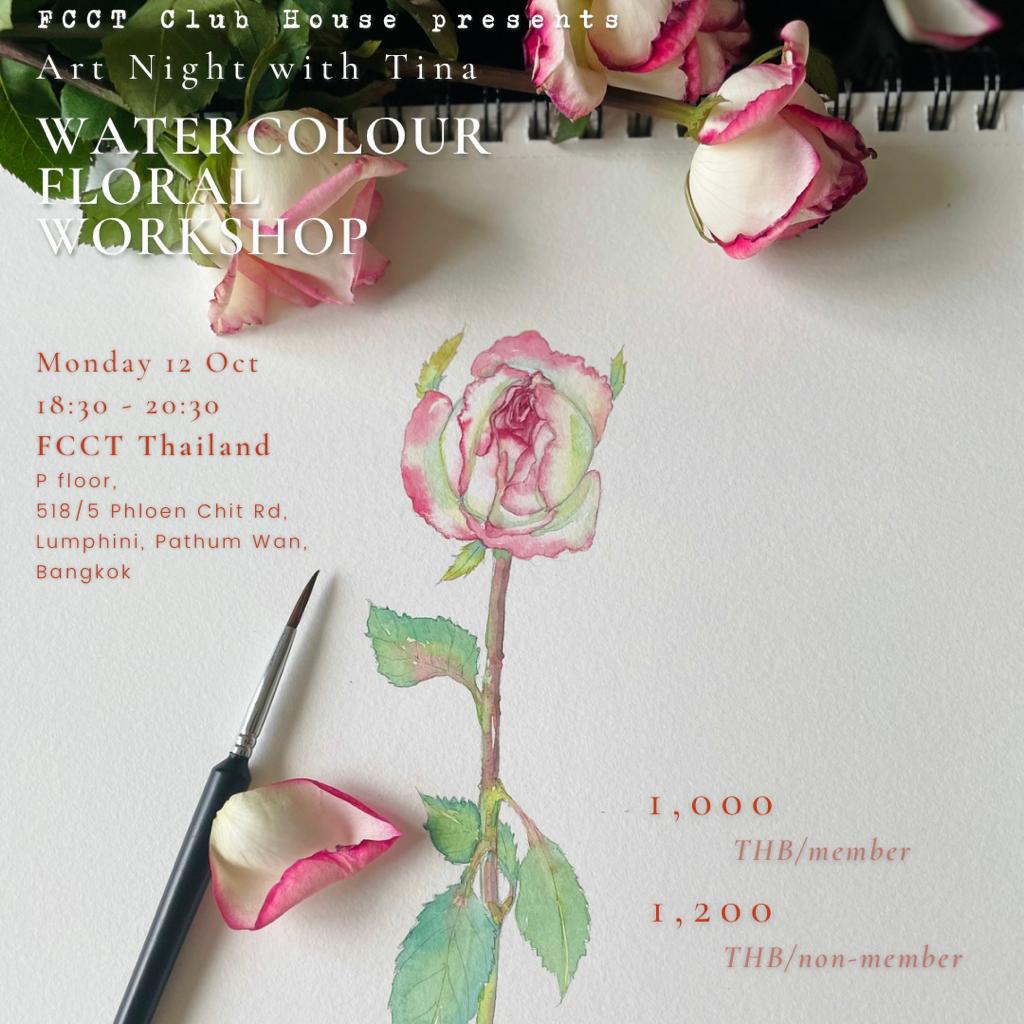 FCCT Club House presents
Art Night with Tina
WATERCOLOUR
FLORAL
WORKSHOP
Monday 12 Oct
18:30 - 20:30
FCCT Thailand
P floor,
518/5 Phloen Chit Rd,
Lumphini, Pathum Wan,
Bangkok
1,000
THB/member
1,200
THB/non-member